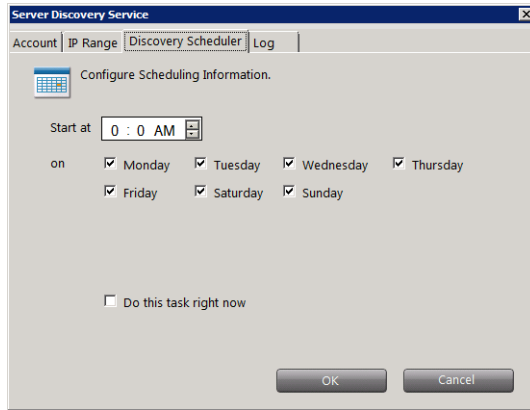 Server Discovery Service
Account IP Range Discovery Scheduler Log
Configure Scheduling Information.
Start at 0 : 0 AM
on Monday Tuesday Wednesday Thursday
Friday Saturday Sunday
Do this task right now
OK Cancel